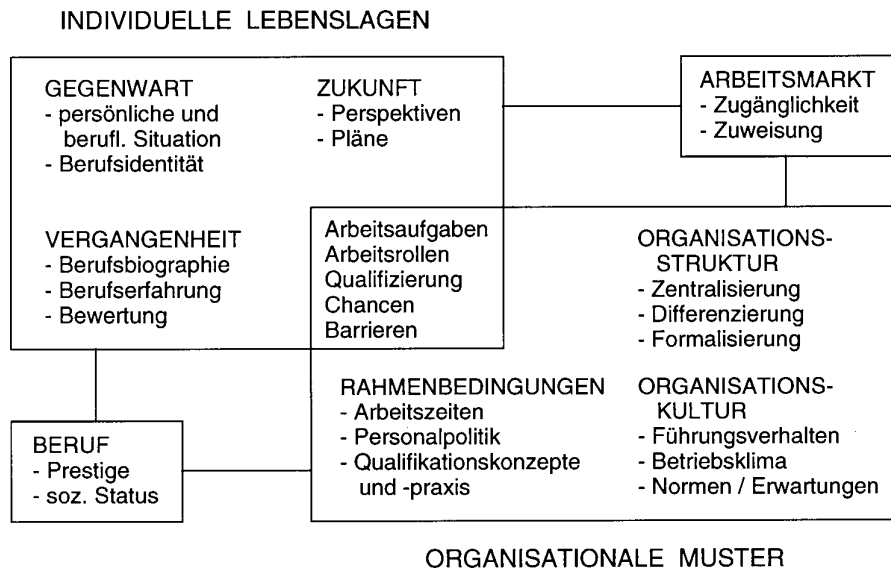 INDIVIDUELLE LEBENSLAGEN
GEGENWART
- persönliche und
berufl. Situation
- Berufsidentität
ZUKUNFT
- Perspektiven
- Pläne
ARBEITSMARKT
- Zugänglichkeit
- Zuweisung
VERGANGENHEIT
- Berufsbiographie
- Berufserfahrung
- Bewertung
Arbeitsaufgaben
Arbeitsrollen
Qualifizierung
Chancen
Barrieren
ORGANISATIONS-
STRUKTUR
- Zentralisierung
- Differenzierung
- Formalisierung
BERUF
- Prestige
- soz. Status
RAHMENBEDINGUNGEN
- Arbeitszeiten
- Personalpolitik
- Qualifikationskonzepte
und -praxis
ORGANISATIONS-
KULTUR
- Führungsverhalten
- Betriebsklima
- Normen / Erwartungen
ORGANISATIONALE MUSTER